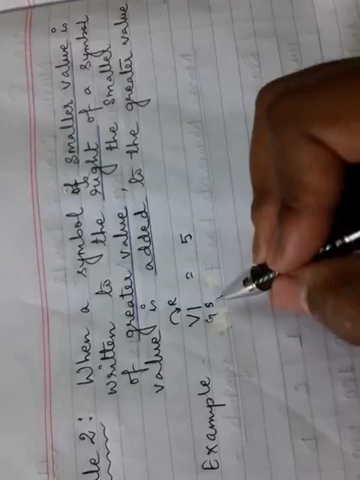 le 2: When a symbol of smaller value is
written to the right of a symbol
of greater value, the smaller
value is added to the greater value
R
Example. VI = 5
G S